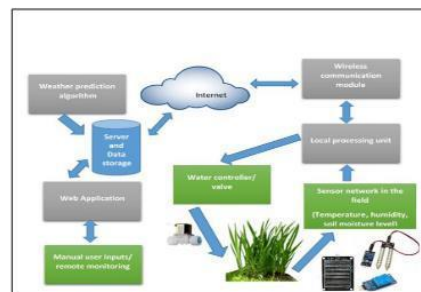 Weather prediction
algorithm
Internet
Wireless
communication
module
Server
and
Data
storage
Local processing unit
Water controller/
valve
Web Application
Sensor network in the
field
(Temperature, humidity,
soil moisture level)
Manual user inputs/
remote monitoring